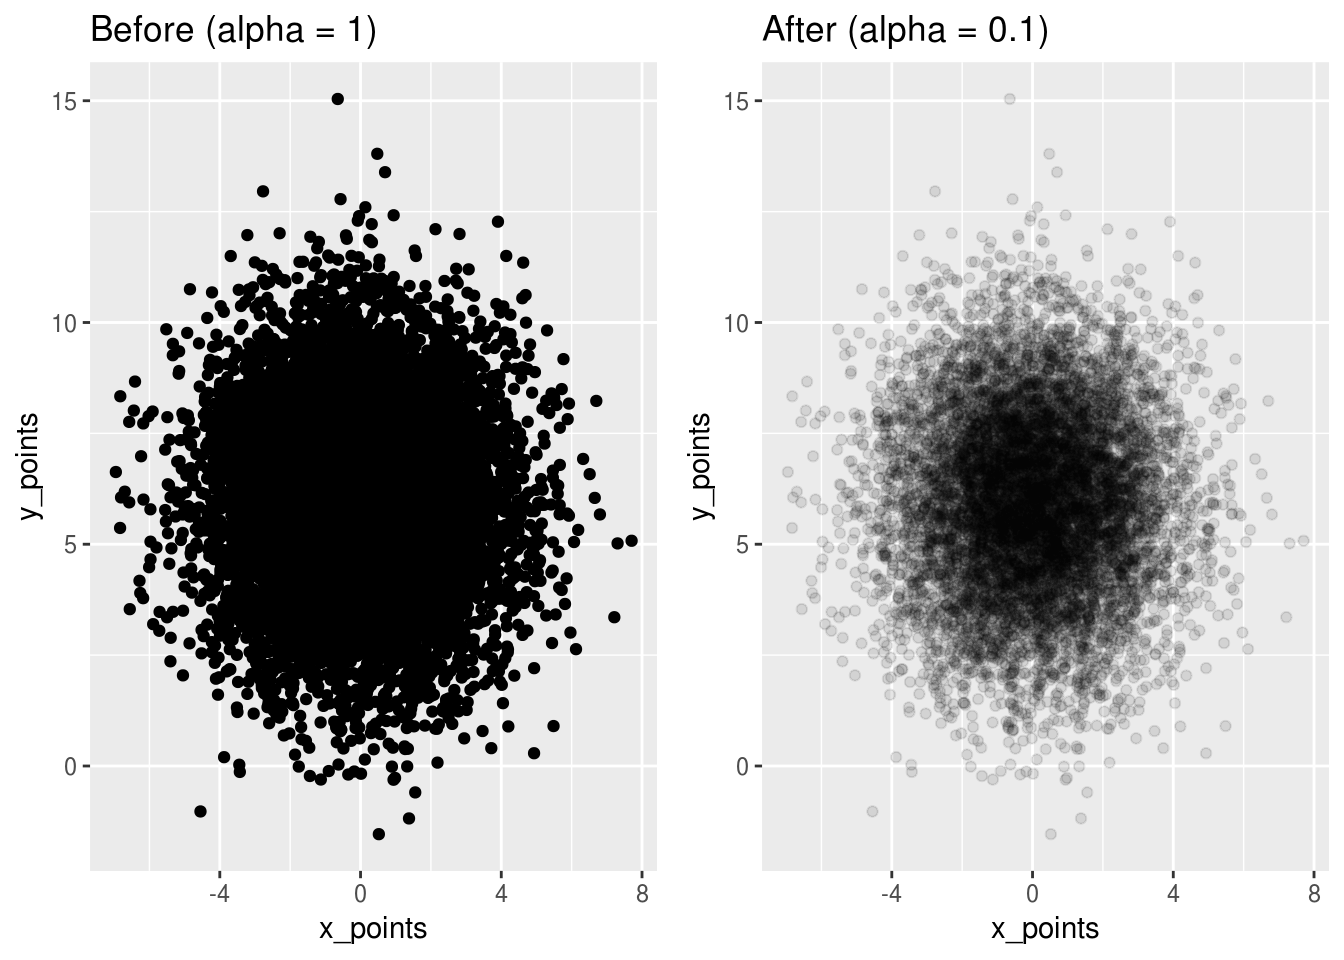 Before (alpha = 1)
15
10
5
0
y_points
-4
0
4
8
x_points
After (alpha = 0.1)
15
10
5
0
y_points
-4
0
4
8
x_points